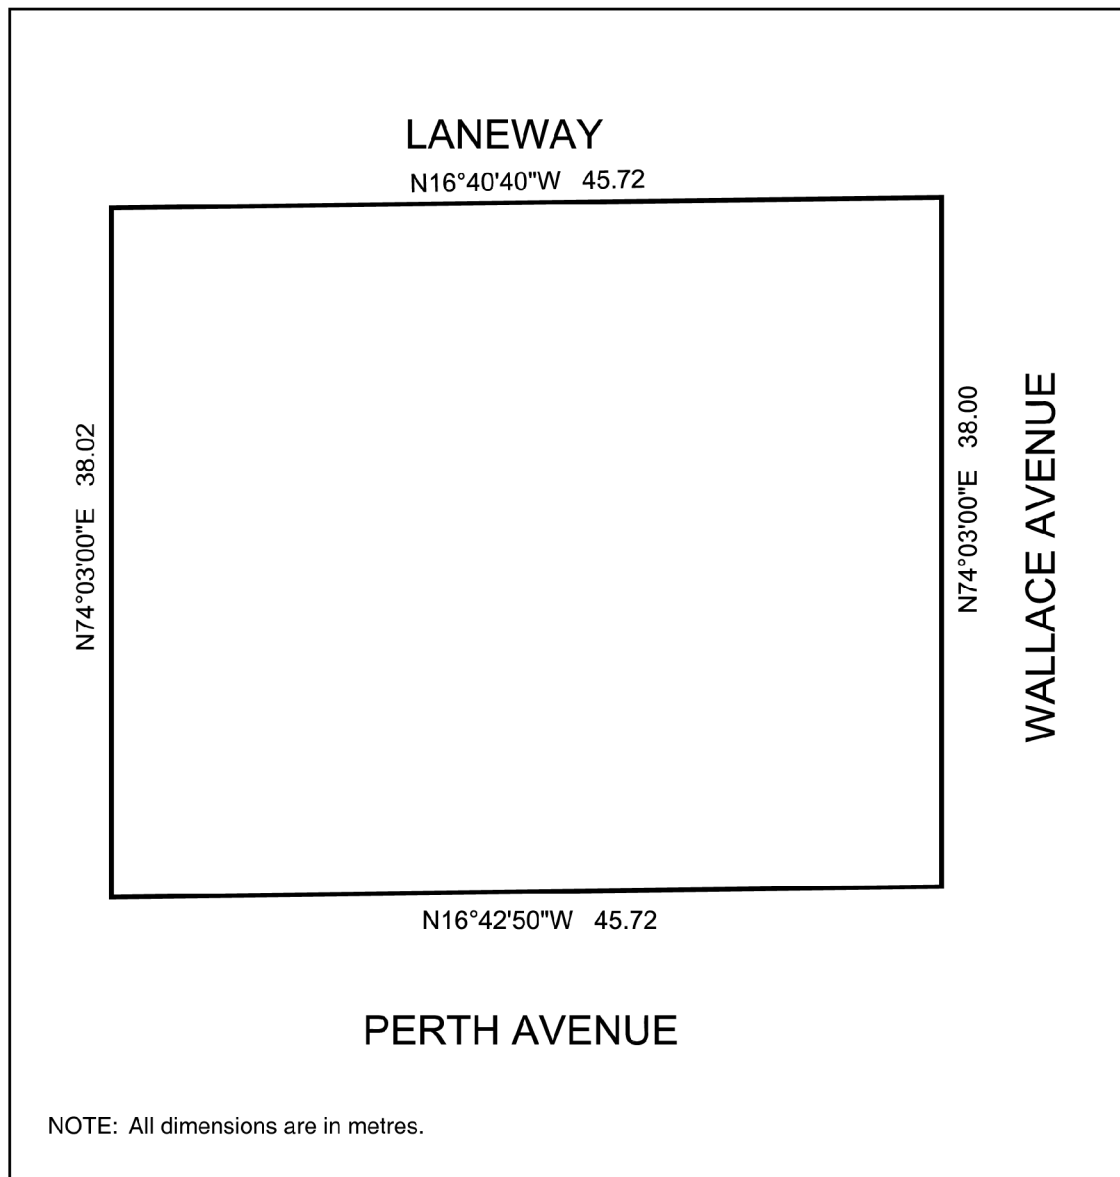 LANEWAY
N16°40'40"W 45.72
N74°03'00"E 38.02
N74°03'00"E 38.00
WALLACE AVENUE
N16°42'50"W 45.72
PERTH AVENUE
NOTE: All dimensions are in metres.